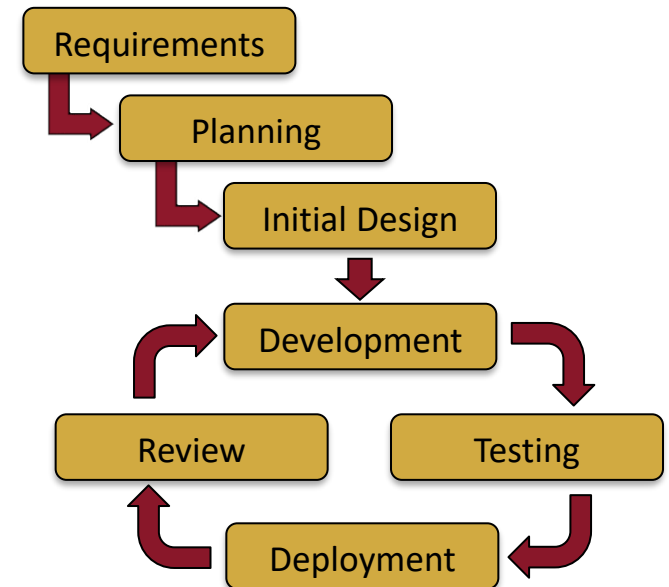 Requirements
Planning
Initial Design
Development
Review
Testing
Deployment